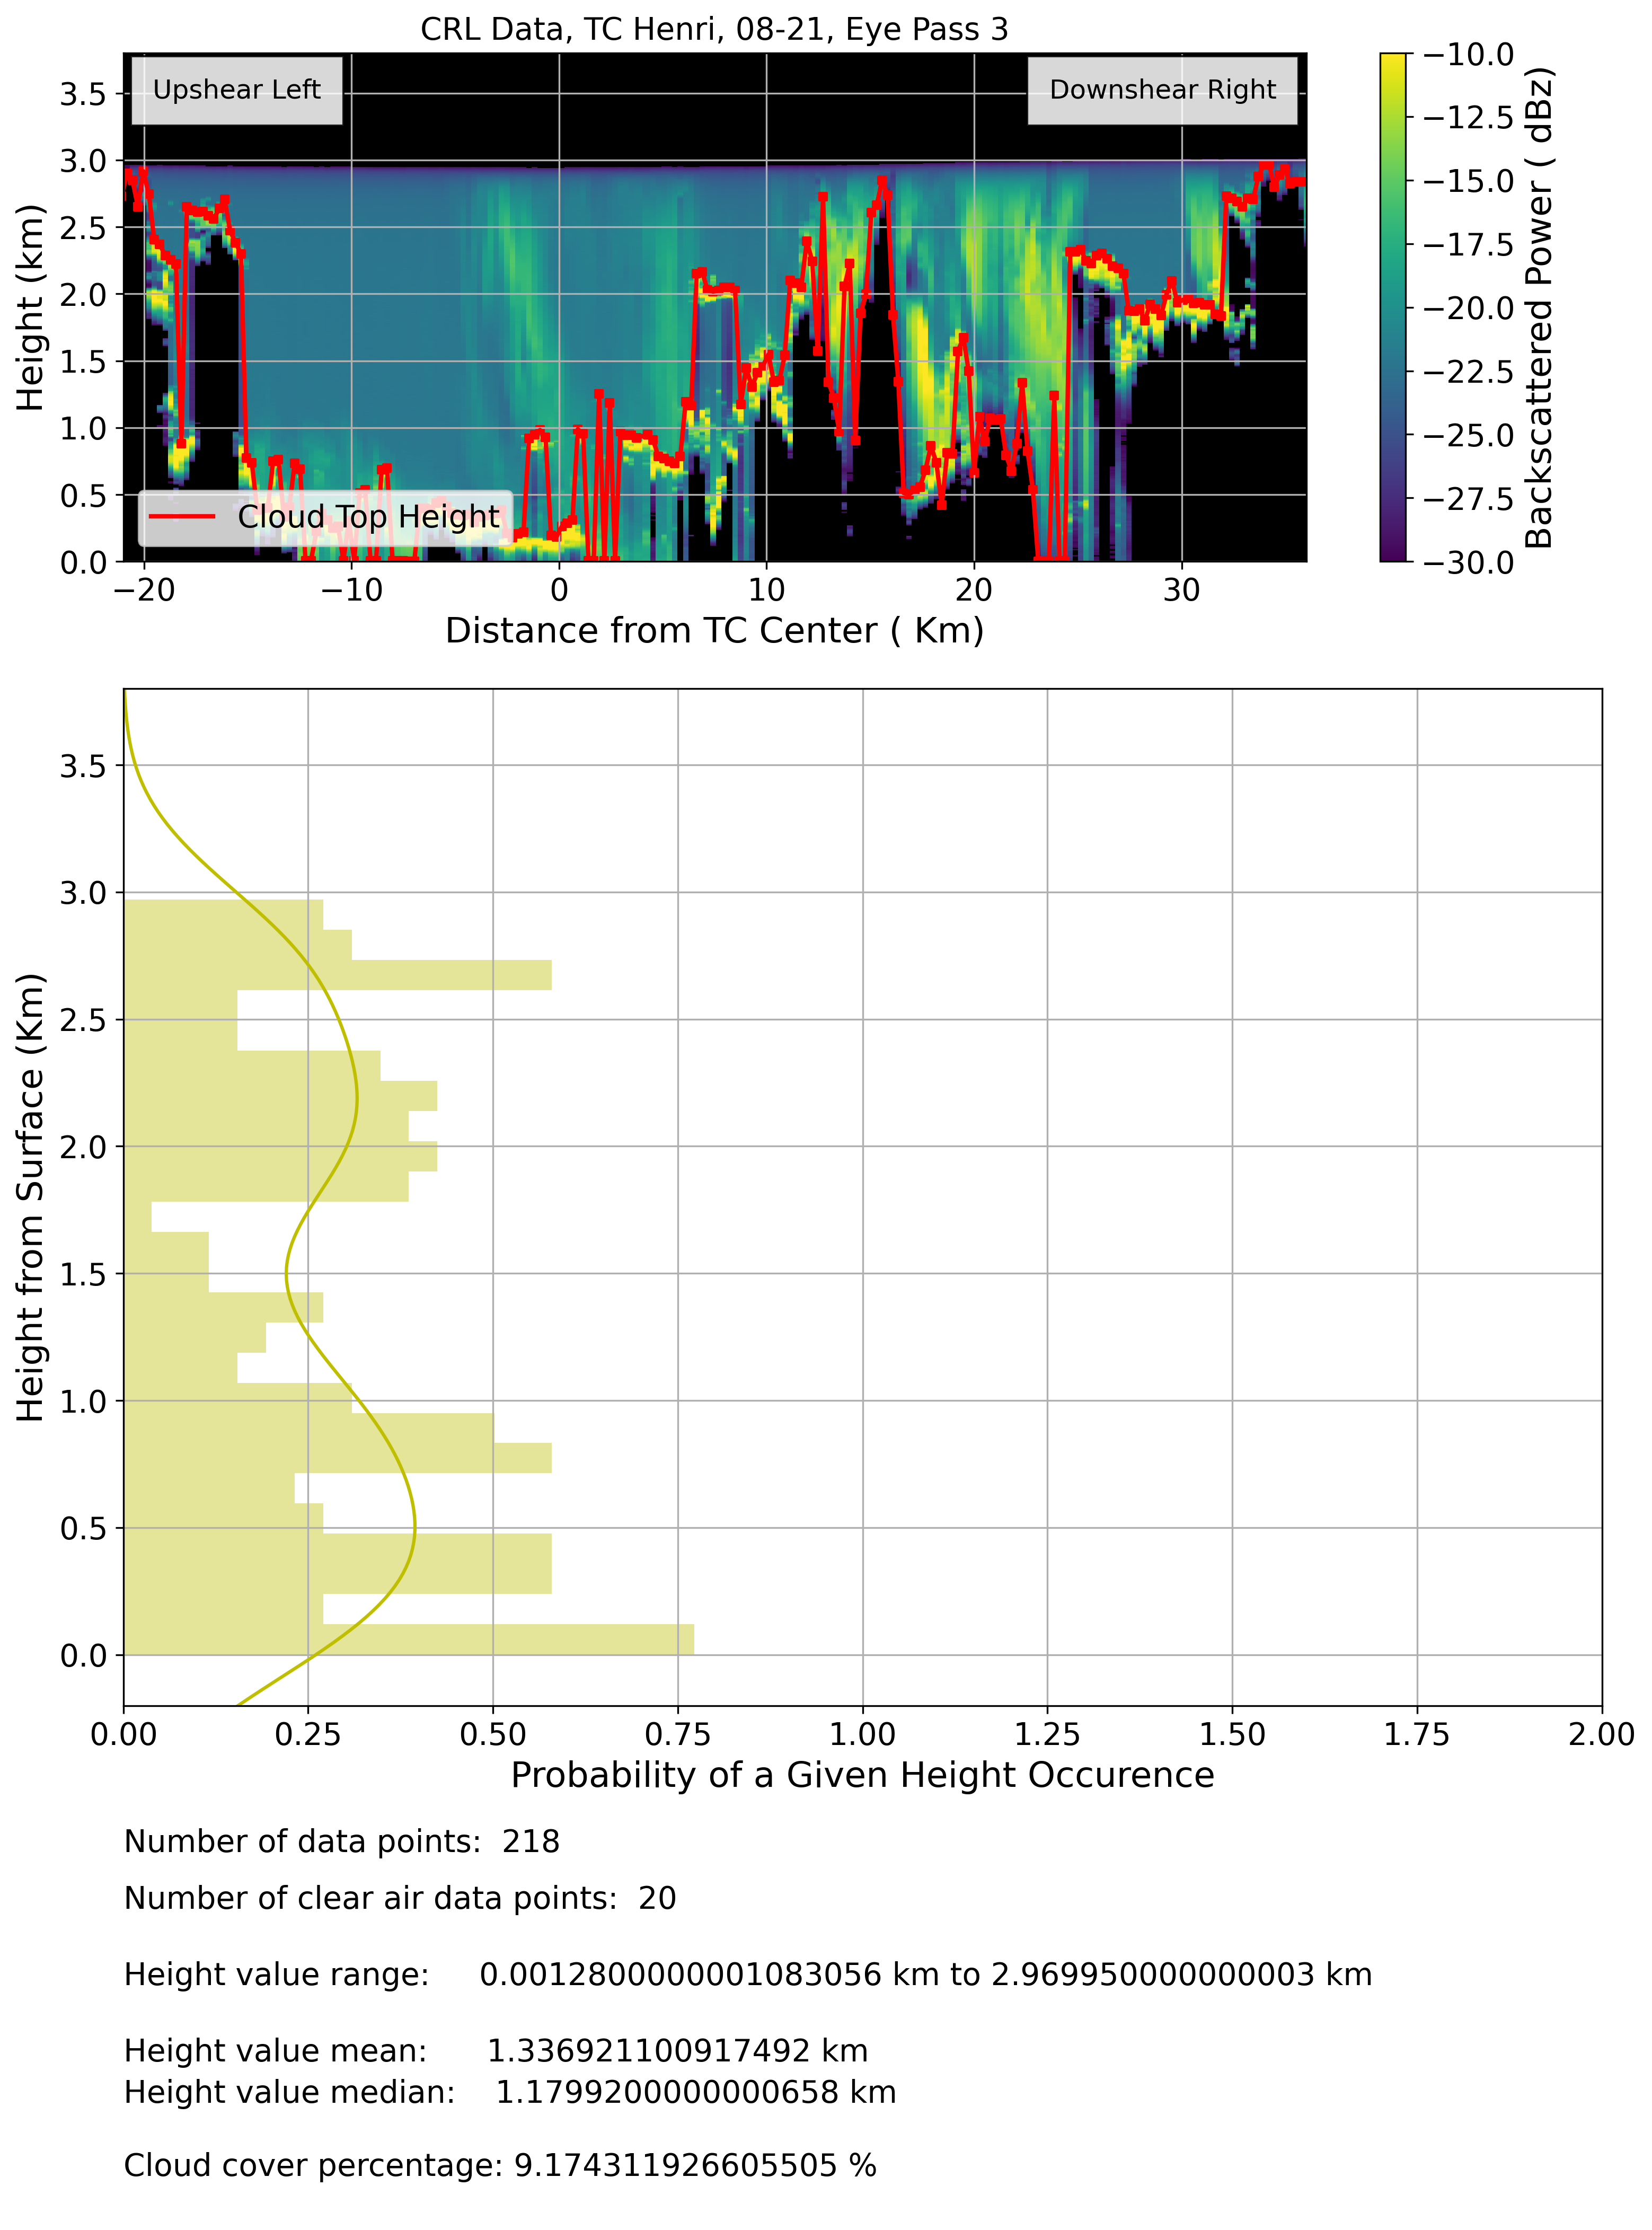 CRL Data, TC Henri, 08-21, Eye Pass 3
Upshear Left
Downshear Right
3.5
3.0
2.5
2.0
1.5
1.0
0.5
0.0
Height (km)
Cloud Top Height
−20
−10
0
10
20
30
Distance from TC Center ( Km)
−10.0
−12.5
−15.0
−17.5
−20.0
−22.5
−25.0
−27.5
−30.0
Backscattered Power ( dBz)
3.5
3.0
2.5
2.0
1.5
1.0
0.5
0.0
Height from Surface (Km)
0.00
0.25
0.50
0.75
1.00
1.25
1.50
1.75
2.00
Probability of a Given Height Occurence
Number of data points: 218
Number of clear air data points: 20
Height value range: 0.0012800000001083056 km to 2.969950000000003 km
Height value mean: 1.336921100917492 km
Height value median: 1.1799200000000658 km
Cloud cover percentage: 9.174311926605505 %